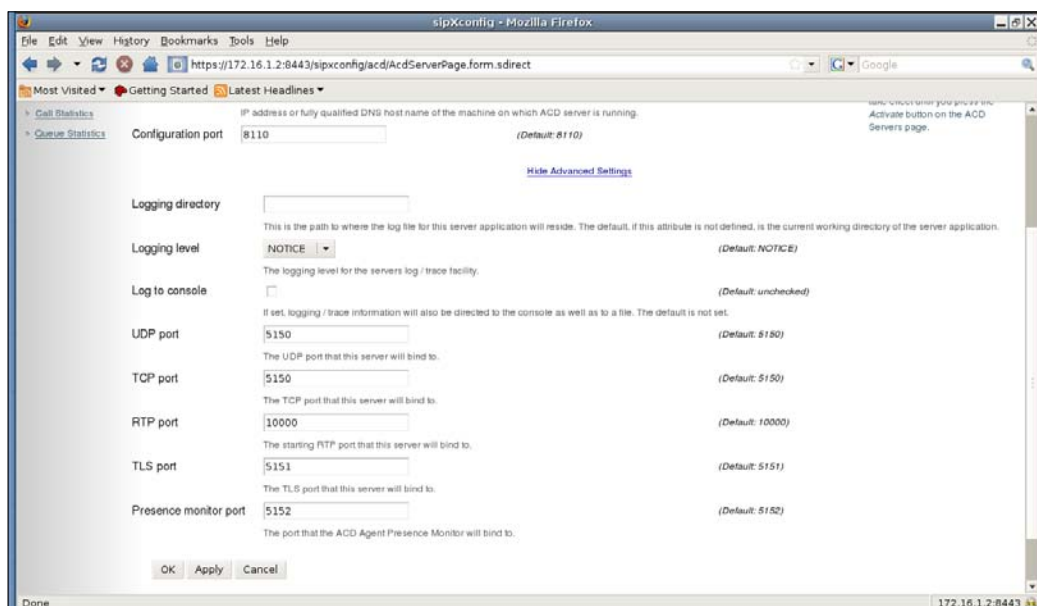 sipXconfig - Mozilla Firefox
File Edit View History Bookmarks Tools Help
https://172.16.1.2:8443/sipxconfig/acd/AcdServerPage.form.sdirect
Google
Most Visited Getting Started Latest Headlines
Call Statistics
Queue Statistics
IP address or fully qualified DNS host name of the machine on which ACD server is running.
take effect until you press the
Activate button on the ACD
Servers page.
Configuration port 8110 (Default: 8110)
Hide Advanced Settings
Logging directory
This is the path to where the log file for this server application will reside. The default, if this attribute is not defined, is the current working directory of the server application.
Logging level NOTICE (Default: NOTICE)
The logging level for the servers log / trace facility.
Log to console (Default: unchecked)
If set, logging / trace information will also be directed to the console as well as to a file. The default is not set.
UDP port 5150 (Default: 5150)
The UDP port that this server will bind to.
TCP port 5150 (Default: 5150)
The TCP port that this server will bind to.
RTP port 10000 (Default: 10000)
The starting RTP port that this server will bind to.
TLS port 5151 (Default: 5151)
The TLS port that this server will bind to.
Presence monitor port 5152 (Default: 5152)
The port that the ACD Agent Presence Monitor will bind to.
OK Apply Cancel
Done 172.16.1.2:8443